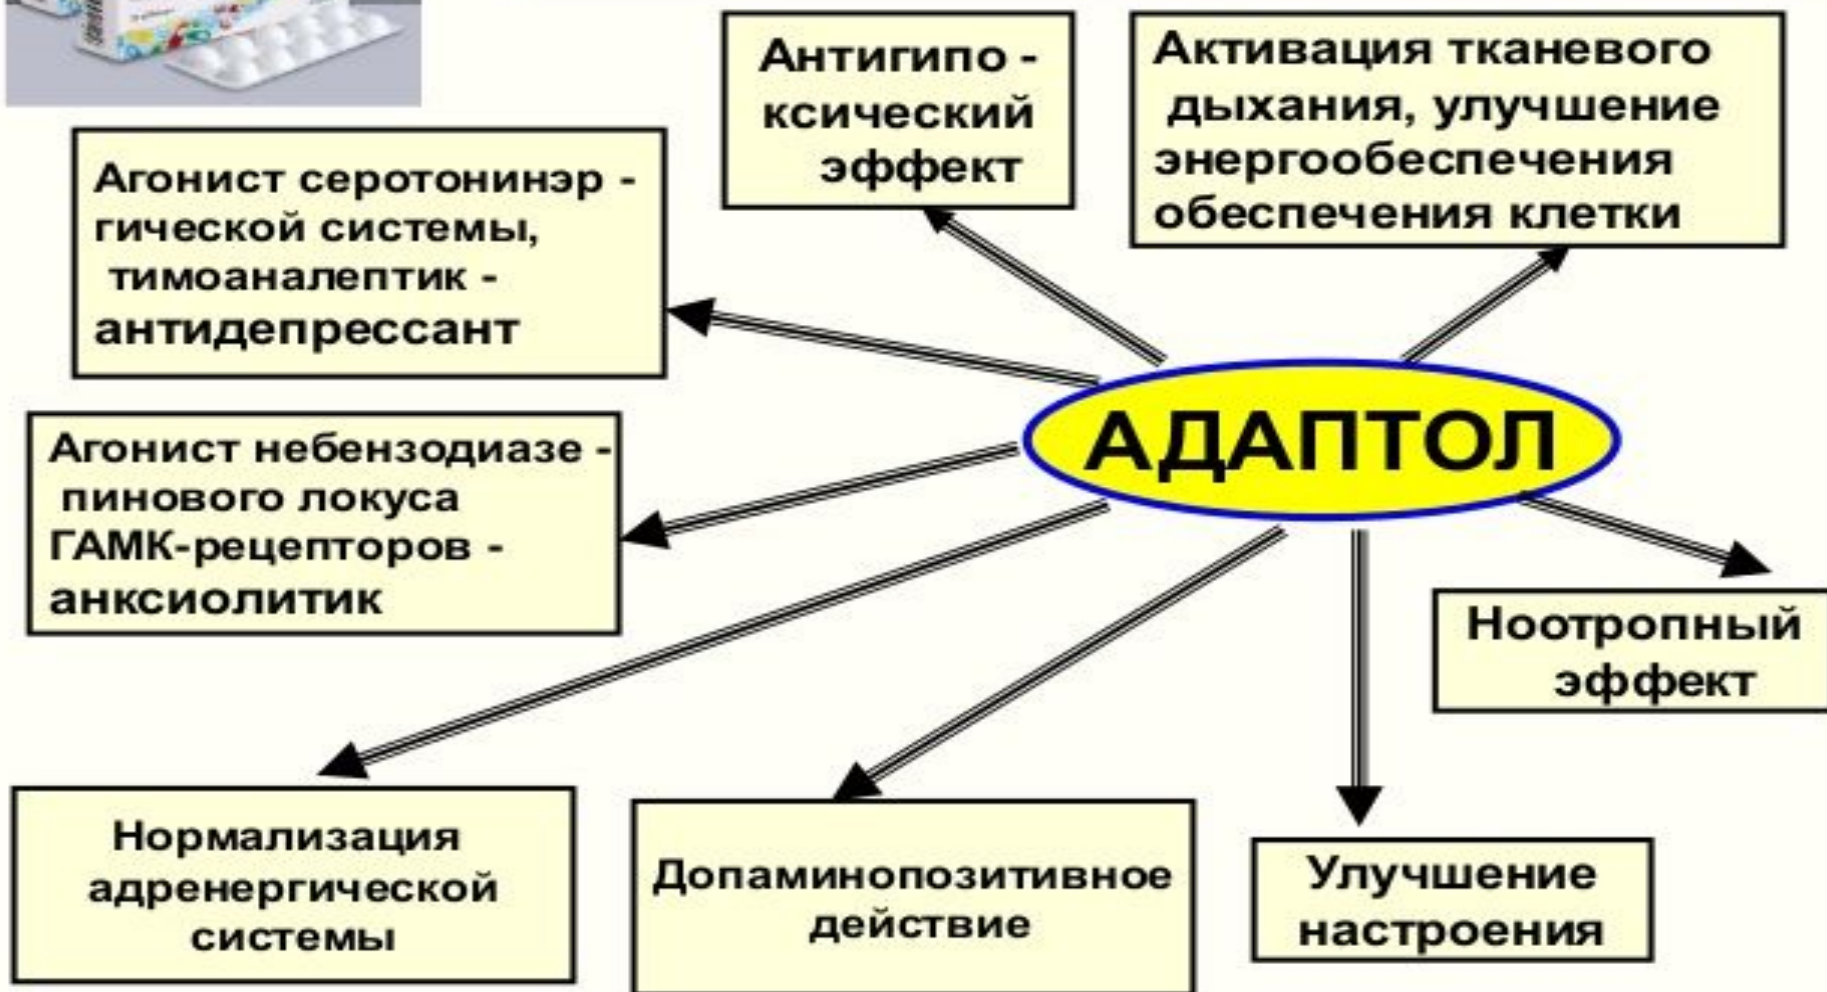 Антигипо -
ксический
эффект
Активация тканевого
дыхания, улучшение
энергообеспечения
обеспечения клетки
Агонист серотонинэр -
гической системы,
тимоаналептик -
антидепрессант
АДАПТОЛ
Агонист небензодиазе -
пинового локуса
ГАМК-рецепторов -
анксиолитик
Ноотропный
эффект
Нормализация
адренергической
системы
Допаминопозитивное
действие
Улучшение
настроения